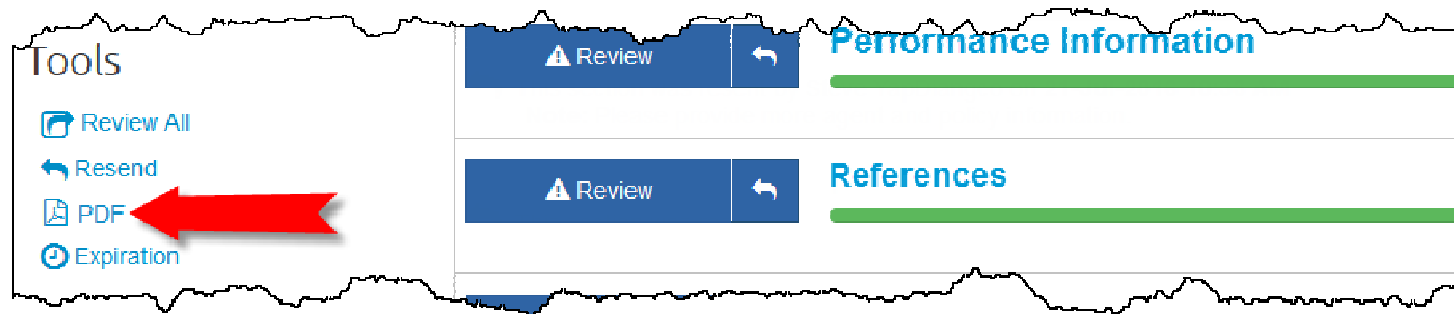 Tools
Review All
Resend
PDF
Expiration
Review
Performance Information
Review
References